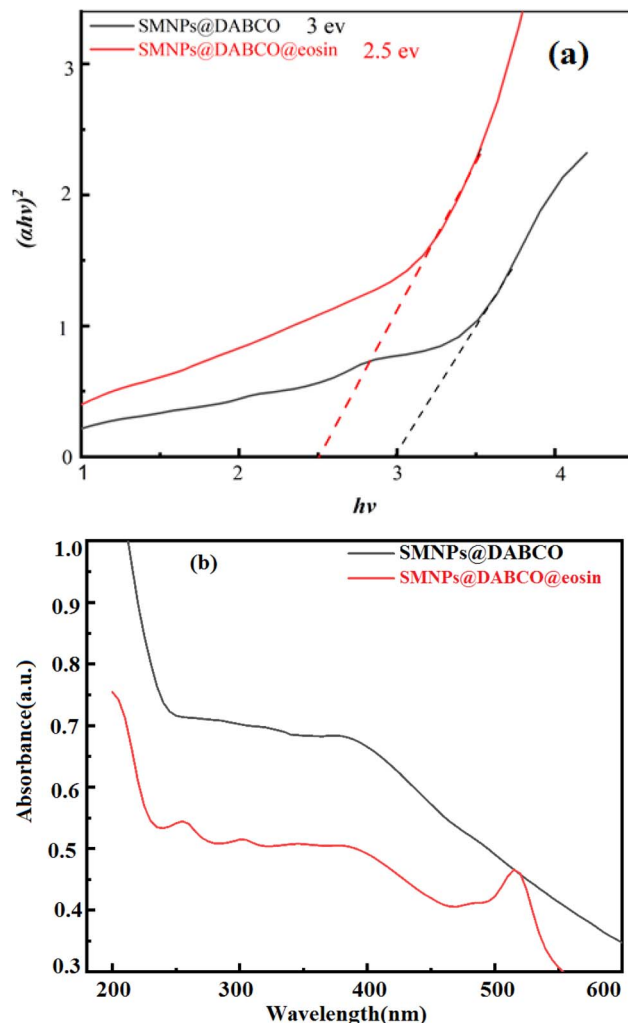 SMNPs@DABCO 3 ev
SMNPs@DABCO@eosin 2.5 ev
(a)
3
2
1
0
(αhν)²
1 2 3 4
hν
(b)
SMNPs@DABCO
SMNPs@DABCO@eosin
1.0
0.9
0.8
0.7
0.6
0.5
0.4
0.3
Absorbance(a.u.)
200 300 400 500 600
Wavelength(nm)